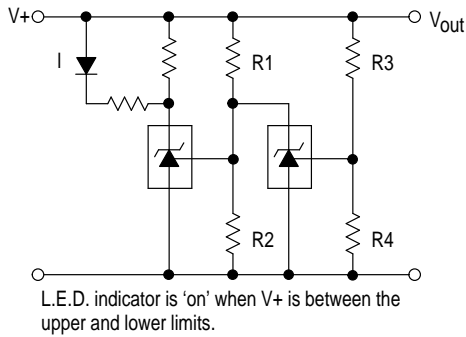 V+
Vout
I
R1
R3
R2
R4
L.E.D. indicator is ‘on’ when V+ is between the
upper and lower limits.